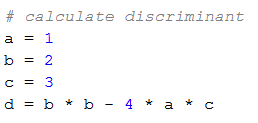 # calculate discriminant
a = 1
b = 2
c = 3
d = b * b - 4 * a * c